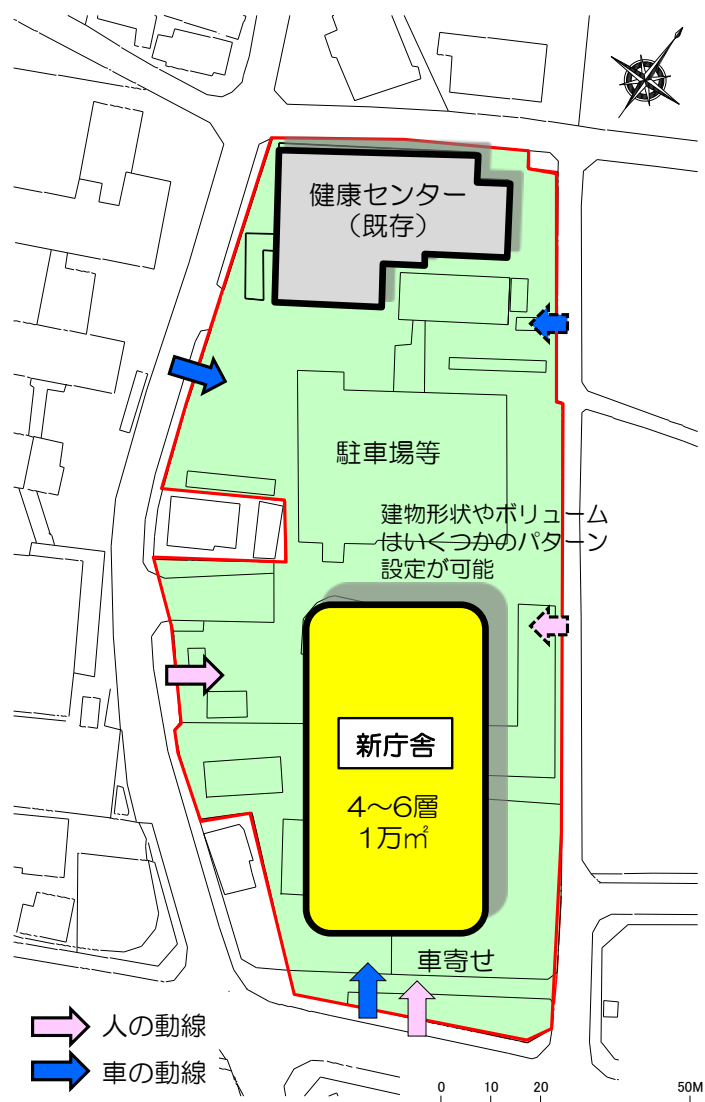 健康センター
（既存）
駐車場等
建物形状やボリューム
はいくつかのパターン
設定が可能
新庁舎
4～6層
1万㎡
車寄せ
人の動線
車の動線
0 10 20 50M